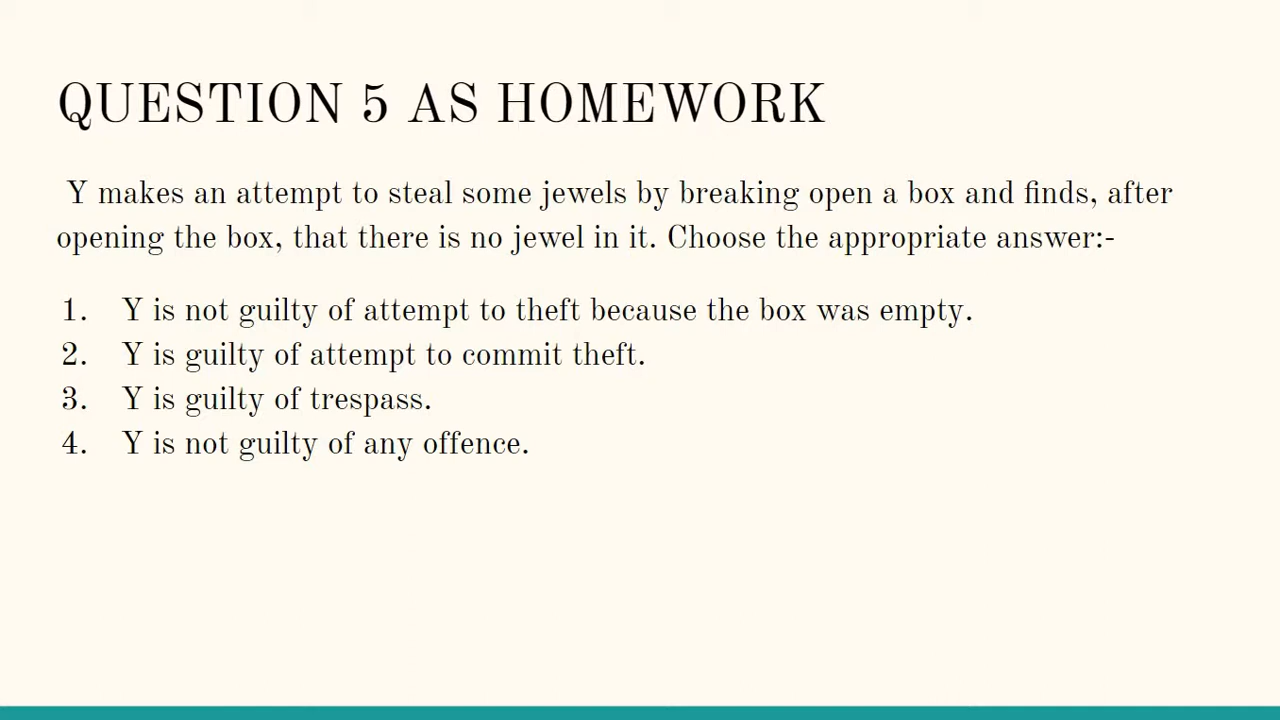 QUESTION 5 AS HOMEWORK
Y makes an attempt to steal some jewels by breaking open a box and finds, after
opening the box, that there is no jewel in it. Choose the appropriate answer:-
1. Y is not guilty of attempt to theft because the box was empty.
2. Y is guilty of attempt to commit theft.
3. Y is guilty of trespass.
4. Y is not guilty of any offence.